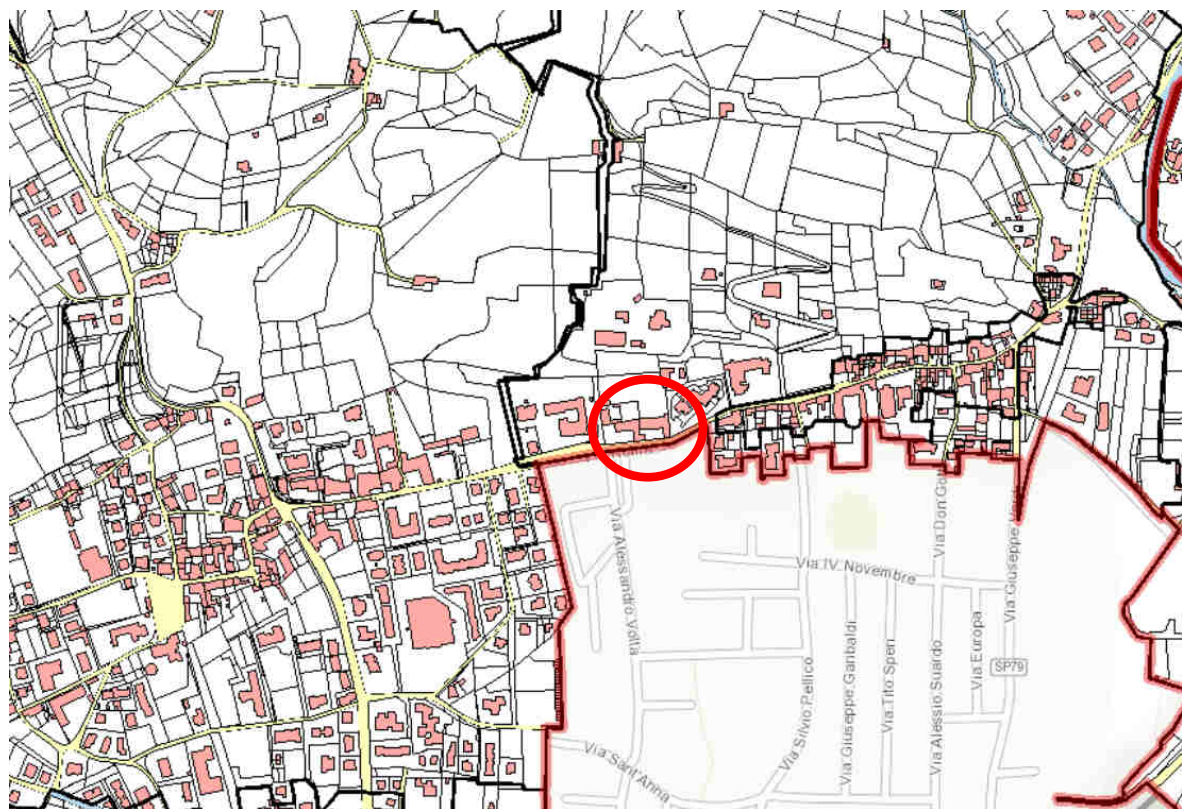 Via Alessandro Volta
Via IV Novembre
Via Silvio Pellico
Via Giuseppe Garibaldi
Via Tito Speri
Via Alessio Suardo
Via Don Go
Via Europa
Via Giuseppe
SP79
Via Sant'Anna